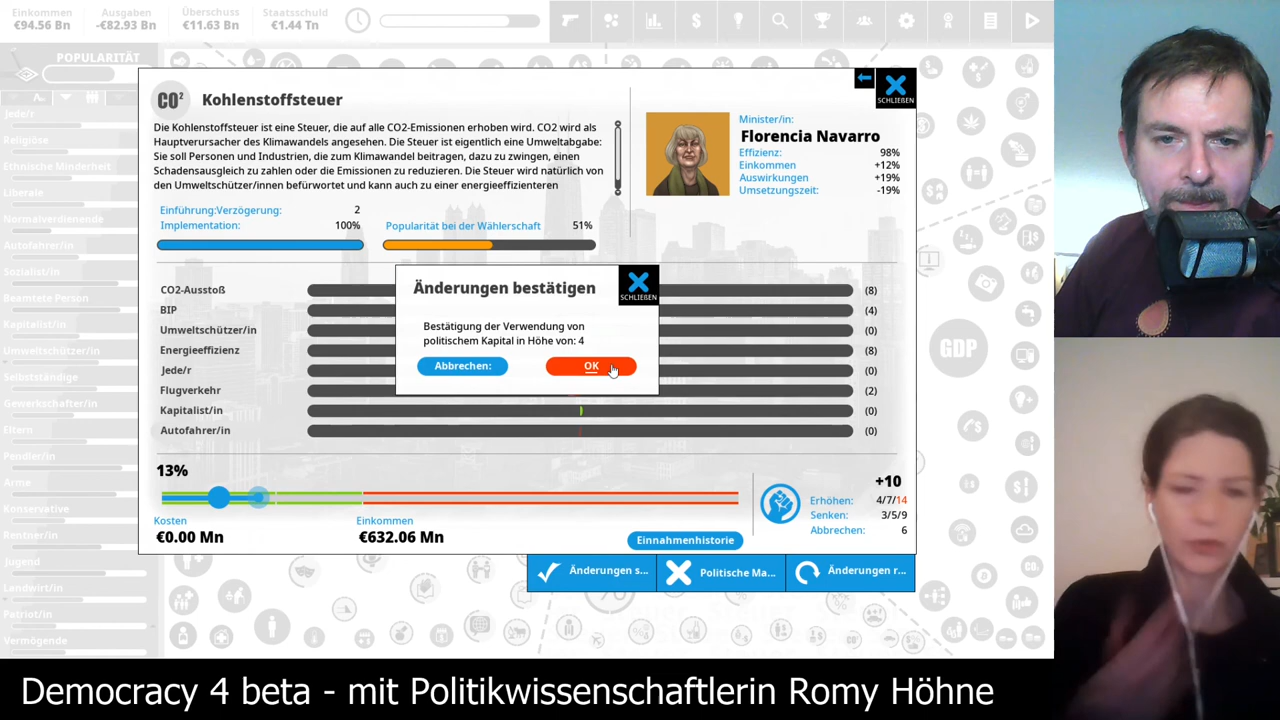 Einkommen
€94.56 Bn
Ausgaben
-€82.93 Bn
Überschuss
€11.63 Bn
Staatsschuld
€1.44 Tn
POPULARITÄT
Jede/r
Religiöse
Ethnische Minderheit
Liberale
Normalverdienende
Autofahrer/in
Sozialist/in
Beamtete Person
Kapitalist/in
Umweltschützer/in
Selbstständige
Gewerkschafter/in
Eltern
Pendler/in
Arme
Konservative
Rentner/in
Jugend
Landwirt/in
Patriot/in
Vermögende
CO²
Kohlenstoffsteuer
SCHLIEßEN
Die Kohlenstoffsteuer ist eine Steuer, die auf alle CO2-Emissionen erhoben wird. CO2 wird als
Hauptverursacher des Klimawandels angesehen. Die Steuer ist eigentlich eine Umweltabgabe:
Sie soll Personen und Industrien, die zum Klimawandel beitragen, dazu zwingen, einen
Schadensausgleich zu zahlen oder die Emissionen zu reduzieren. Die Steuer wird natürlich von
den Umweltschützer/innen befürwortet und kann auch zu einer energieeffizienteren
Minister/in:
Florencia Navarro
Effizienz: 98%
Einkommen +12%
Auswirkungen +19%
Umsetzungszeit: -19%
Einführung:Verzögerung: 2
Implementation: 100%
Popularität bei der Wählerschaft 51%
Änderungen bestätigen
SCHLIEßEN
Bestätigung der Verwendung von
politischem Kapital in Höhe von: 4
Abbrechen:
OK
CO2-Ausstoß (8)
BIP (4)
Umweltschützer/in (0)
Energieeffizienz (8)
Jede/r (0)
Flugverkehr (2)
Kapitalist/in (0)
Autofahrer/in (0)
13%
Kosten
€0.00 Mn
Einkommen
€632.06 Mn
Einnahmenhistorie
+10
Erhöhen: 4/7/14
Senken: 3/5/9
Abbrechen: 6
Änderungen s...
Politische Ma...
Änderungen r...
GDP
Democracy 4 beta - mit Politikwissenschaftlerin Romy Höhne